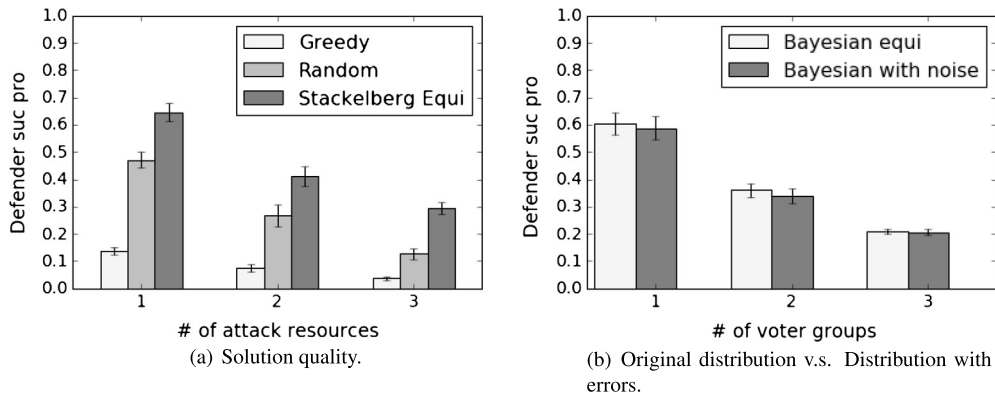 1.0
0.9
0.8
0.7
0.6
0.5
0.4
0.3
0.2
0.1
0.0
Defender suc pro
Greedy
Random
Stackelberg Equi
1 2 3
# of attack resources
(a) Solution quality.
1.0
0.9
0.8
0.7
0.6
0.5
0.4
0.3
0.2
0.1
0.0
Defender suc pro
Bayesian equi
Bayesian with noise
1 2 3
# of voter groups
(b) Original distribution v.s. Distribution with
errors.